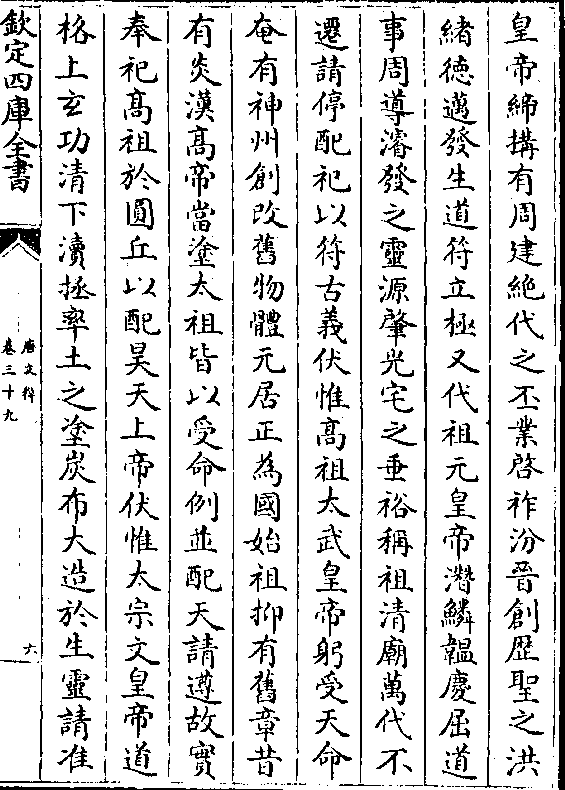 皇帝締搆有周建絶代之丕業啓祚汾晉創歴聖之洪
緒德邁發生道符立極又代祖元皇帝濳鱗韞慶屈道
事周導濬發之靈源肇光宅之垂裕稱祖清廟萬代不
遷請停配祀以符古義伏惟髙祖太武皇帝躬受天命
奄有神州創改舊物體元居正為國始祖抑有舊章昔
有炎漢髙帝當塗太祖皆以受命例並配天請遵故實
奉祀髙祖於圓丘以配昊天上帝伏惟太宗文皇帝道
格上玄功清下瀆拯率土之塗炭布大造於生靈請准
欽定四庫全書
唐文粹
卷三十九
六